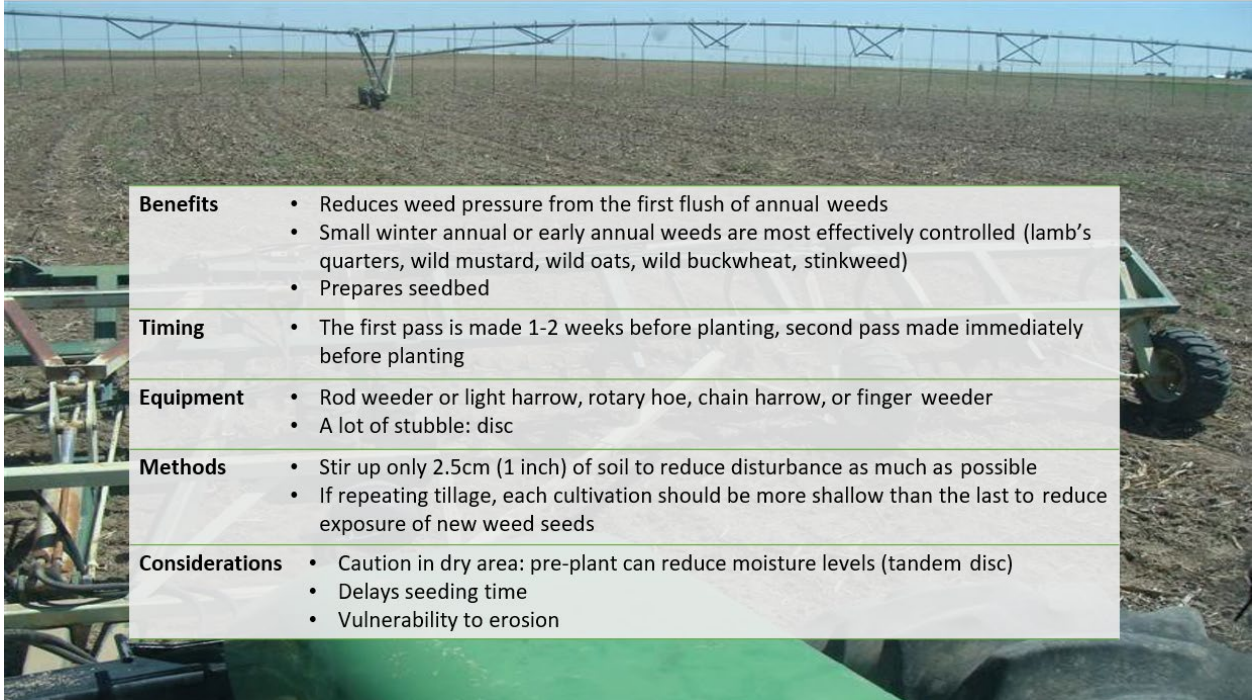 Benefits
• Reduces weed pressure from the first flush of annual weeds
• Small winter annual or early annual weeds are most effectively controlled (lamb's
quarters, wild mustard, wild oats, wild buckwheat, stinkweed)
• Prepares seedbed
Timing
• The first pass is made 1-2 weeks before planting, second pass made immediately
before planting
Equipment
• Rod weeder or light harrow, rotary hoe, chain harrow, or finger weeder
• A lot of stubble: disc
Methods
• Stir up only 2.5cm (1 inch) of soil to reduce disturbance as much as possible
• If repeating tillage, each cultivation should be more shallow than the last to reduce
exposure of new weed seeds
Considerations
• Caution in dry area: pre-plant can reduce moisture levels (tandem disc)
• Delays seeding time
• Vulnerability to erosion